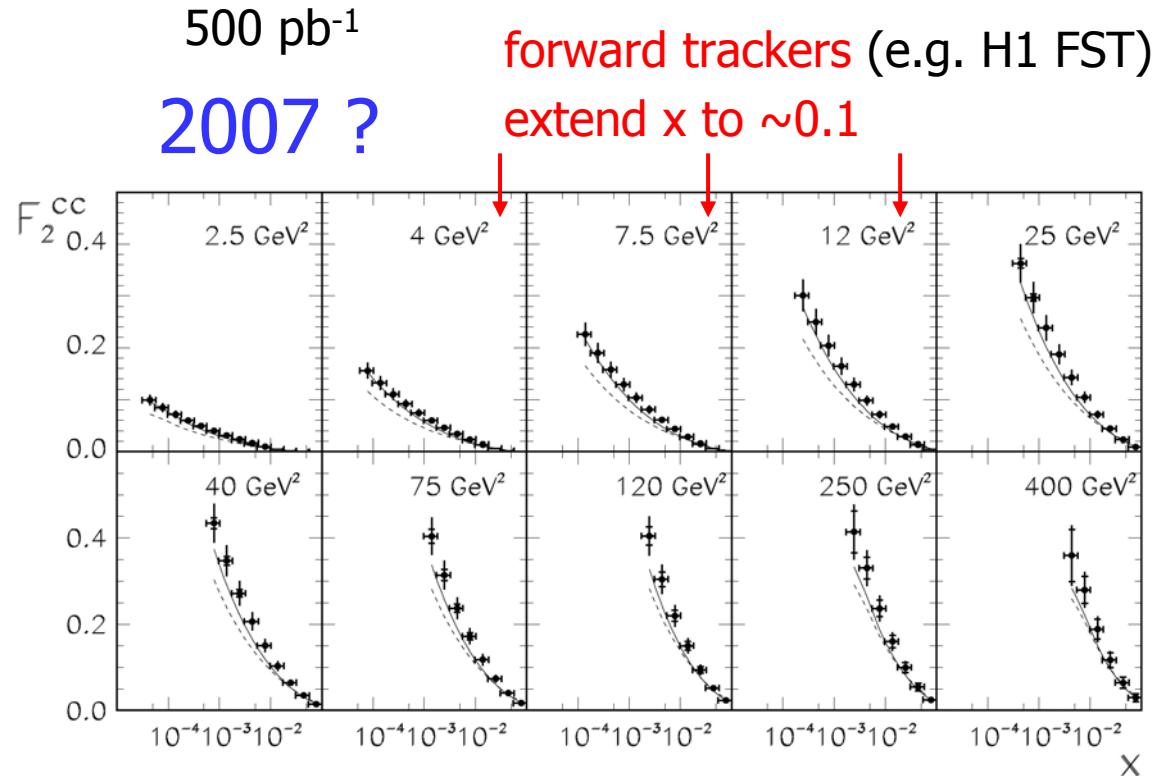 500 pb⁻¹
forward trackers (e.g. H1 FST)
2007 ?
extend x to ~0.1
F₂ᶜᶜ
2.5 GeV² 4 GeV² 7.5 GeV² 12 GeV² 25 GeV²
0.4
0.2
0.0
40 GeV² 75 GeV² 120 GeV² 250 GeV² 400 GeV²
0.4
0.2
0.0
10⁻⁴ 10⁻³ 10⁻² 10⁻⁴ 10⁻³ 10⁻² 10⁻⁴ 10⁻³ 10⁻² 10⁻⁴ 10⁻³ 10⁻² 10⁻⁴ 10⁻³ 10⁻²
x